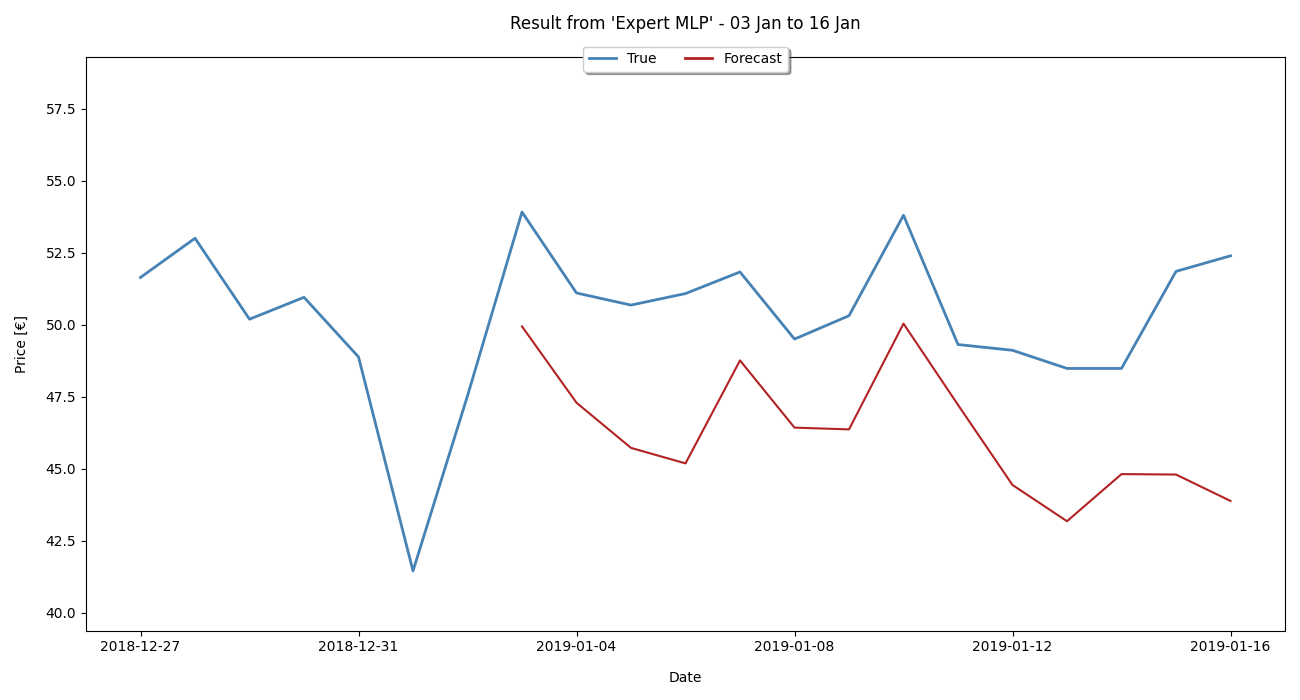 Result from 'Expert MLP' - 03 Jan to 16 Jan
True Forecast
57.5
55.0
52.5
50.0
47.5
45.0
42.5
40.0
Price [€]
2018-12-27 2018-12-31 2019-01-04 2019-01-08 2019-01-12 2019-01-16
Date